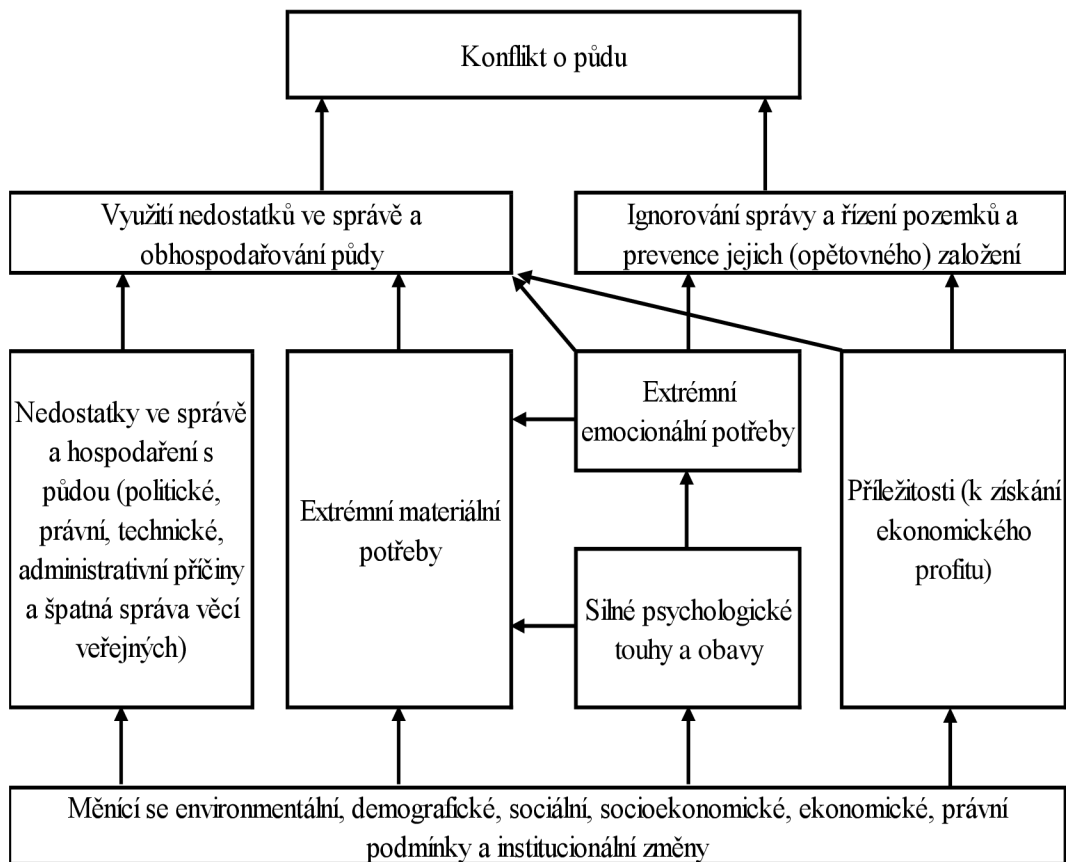 Konflikt o půdu
Využití nedostatků ve správě a
obhospodařování půdy
Ignorování správy a řízení pozemků a
prevence jejich (opětovného) založení
Nedostatky ve správě
a hospodaření s
půdou (politické,
právní, technické,
administrativní příčiny
a špatná správa věcí
veřejných)
Extrémní materiální
potřeby
Extrémní
emocionální potřeby
Silné psychologické
touhy a obavy
Příležitosti (k získání
ekonomického
profitu)
Měnící se environmentální, demografické, sociální, socioekonomické, ekonomické, právní
podmínky a institucionální změny